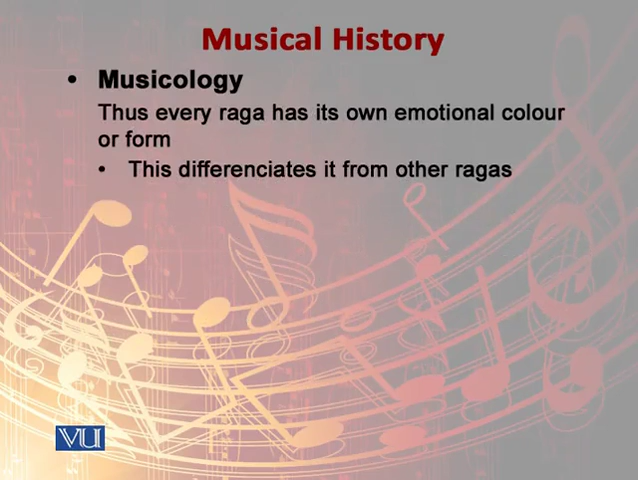 Musical History
• Musicology
Thus every raga has its own emotional colour
or form
• This differenciates it from other ragas
VU